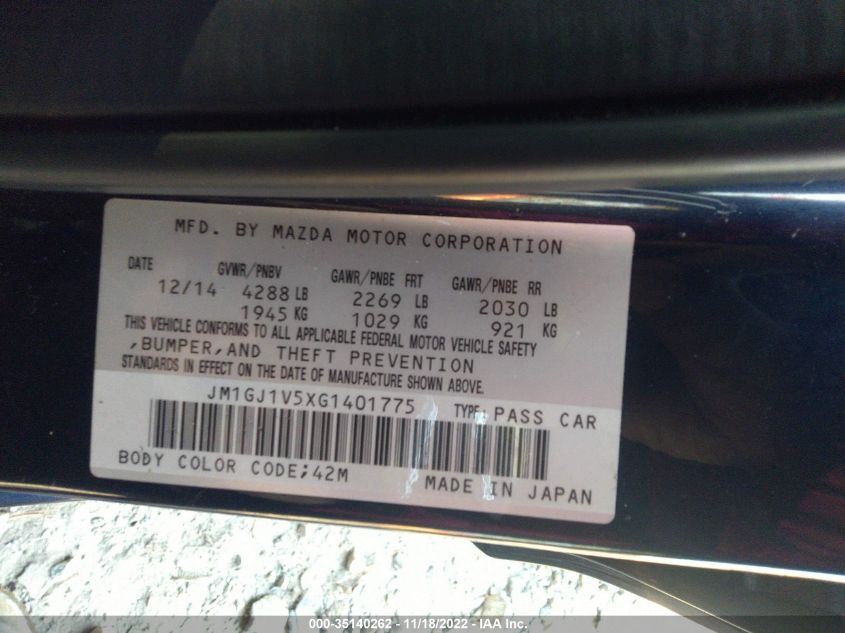 MFD. BY MAZDA MOTOR CORPORATION
DATE GVWR/PNBV GAWR/PNBE FRT GAWR/PNBE RR
12/14 4288 LB 2269 LB 2030 LB
1945 KG 1029 KG 921 KG
THIS VEHICLE CONFORMS TO ALL APPLICABLE FEDERAL MOTOR VEHICLE SAFETY
,BUMPER,AND THEFT PREVENTION
STANDARDS IN EFFECT ON THE DATE OF MANUFACTURE SHOWN ABOVE.
JM1GJ1V5XG1401775 TYPE: PASS CAR
BODY COLOR CODE;42M MADE IN JAPAN
000-35140262 - 11/18/2022 - IAA Inc.